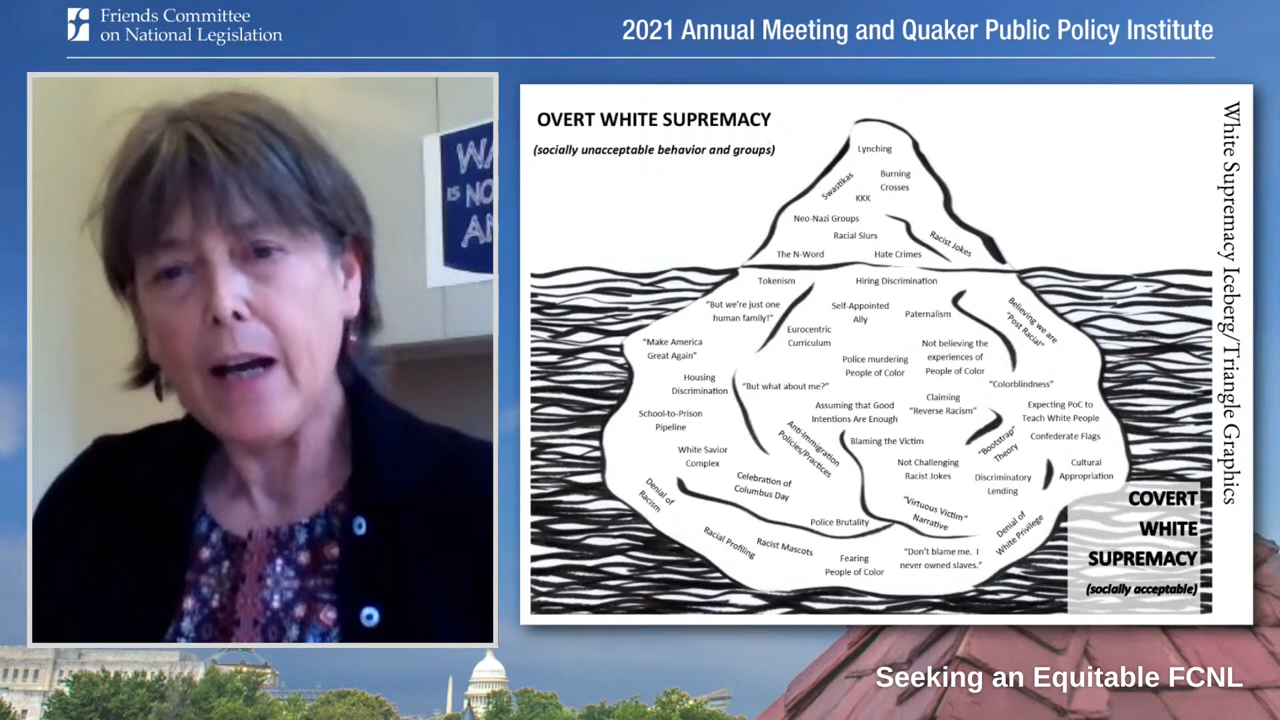 Friends Committee
on National Legislation
2021 Annual Meeting and Quaker Public Policy Institute
WA
IS NO
AN
OVERT WHITE SUPREMACY
(socially unacceptable behavior and groups)
Lynching
Swastikas
Burning
Crosses
KKK
Neo-Nazi Groups
Racial Slurs
Racist Jokes
The N-Word
Hate Crimes
Tokenism
Hiring Discrimination
"But we're just one
human family!"
Self-Appointed
Ally
Paternalism
Believing we are
"Post Racial"
Eurocentric
Curriculum
"Make America
Great Again"
Police murdering
People of Color
Not believing the
experiences of
People of Color
Housing
Discrimination
"But what about me?"
"Colorblindness"
School-to-Prison
Pipeline
Assuming that Good
Intentions Are Enough
Claiming
"Reverse Racism"
Expecting PoC to
Teach White People
Anti-Immigration
Policies/Practices
Blaming the Victim
"Bootstrap"
Theory
Confederate Flags
White Savior
Complex
Not Challenging
Racist Jokes
Discriminatory
Lending
Cultural
Appropriation
Denial of
Racism
Celebration of
Columbus Day
"Virtuous Victim"
Narrative
Denial of
White Privilege
Police Brutality
Racial Profiling
Racist Mascots
Fearing
People of Color
"Don't blame me. I
never owned slaves."
COVERT
WHITE
SUPREMACY
(socially acceptable)
White Supremacy Iceberg/Triangle Graphics
Seeking an Equitable FCNL